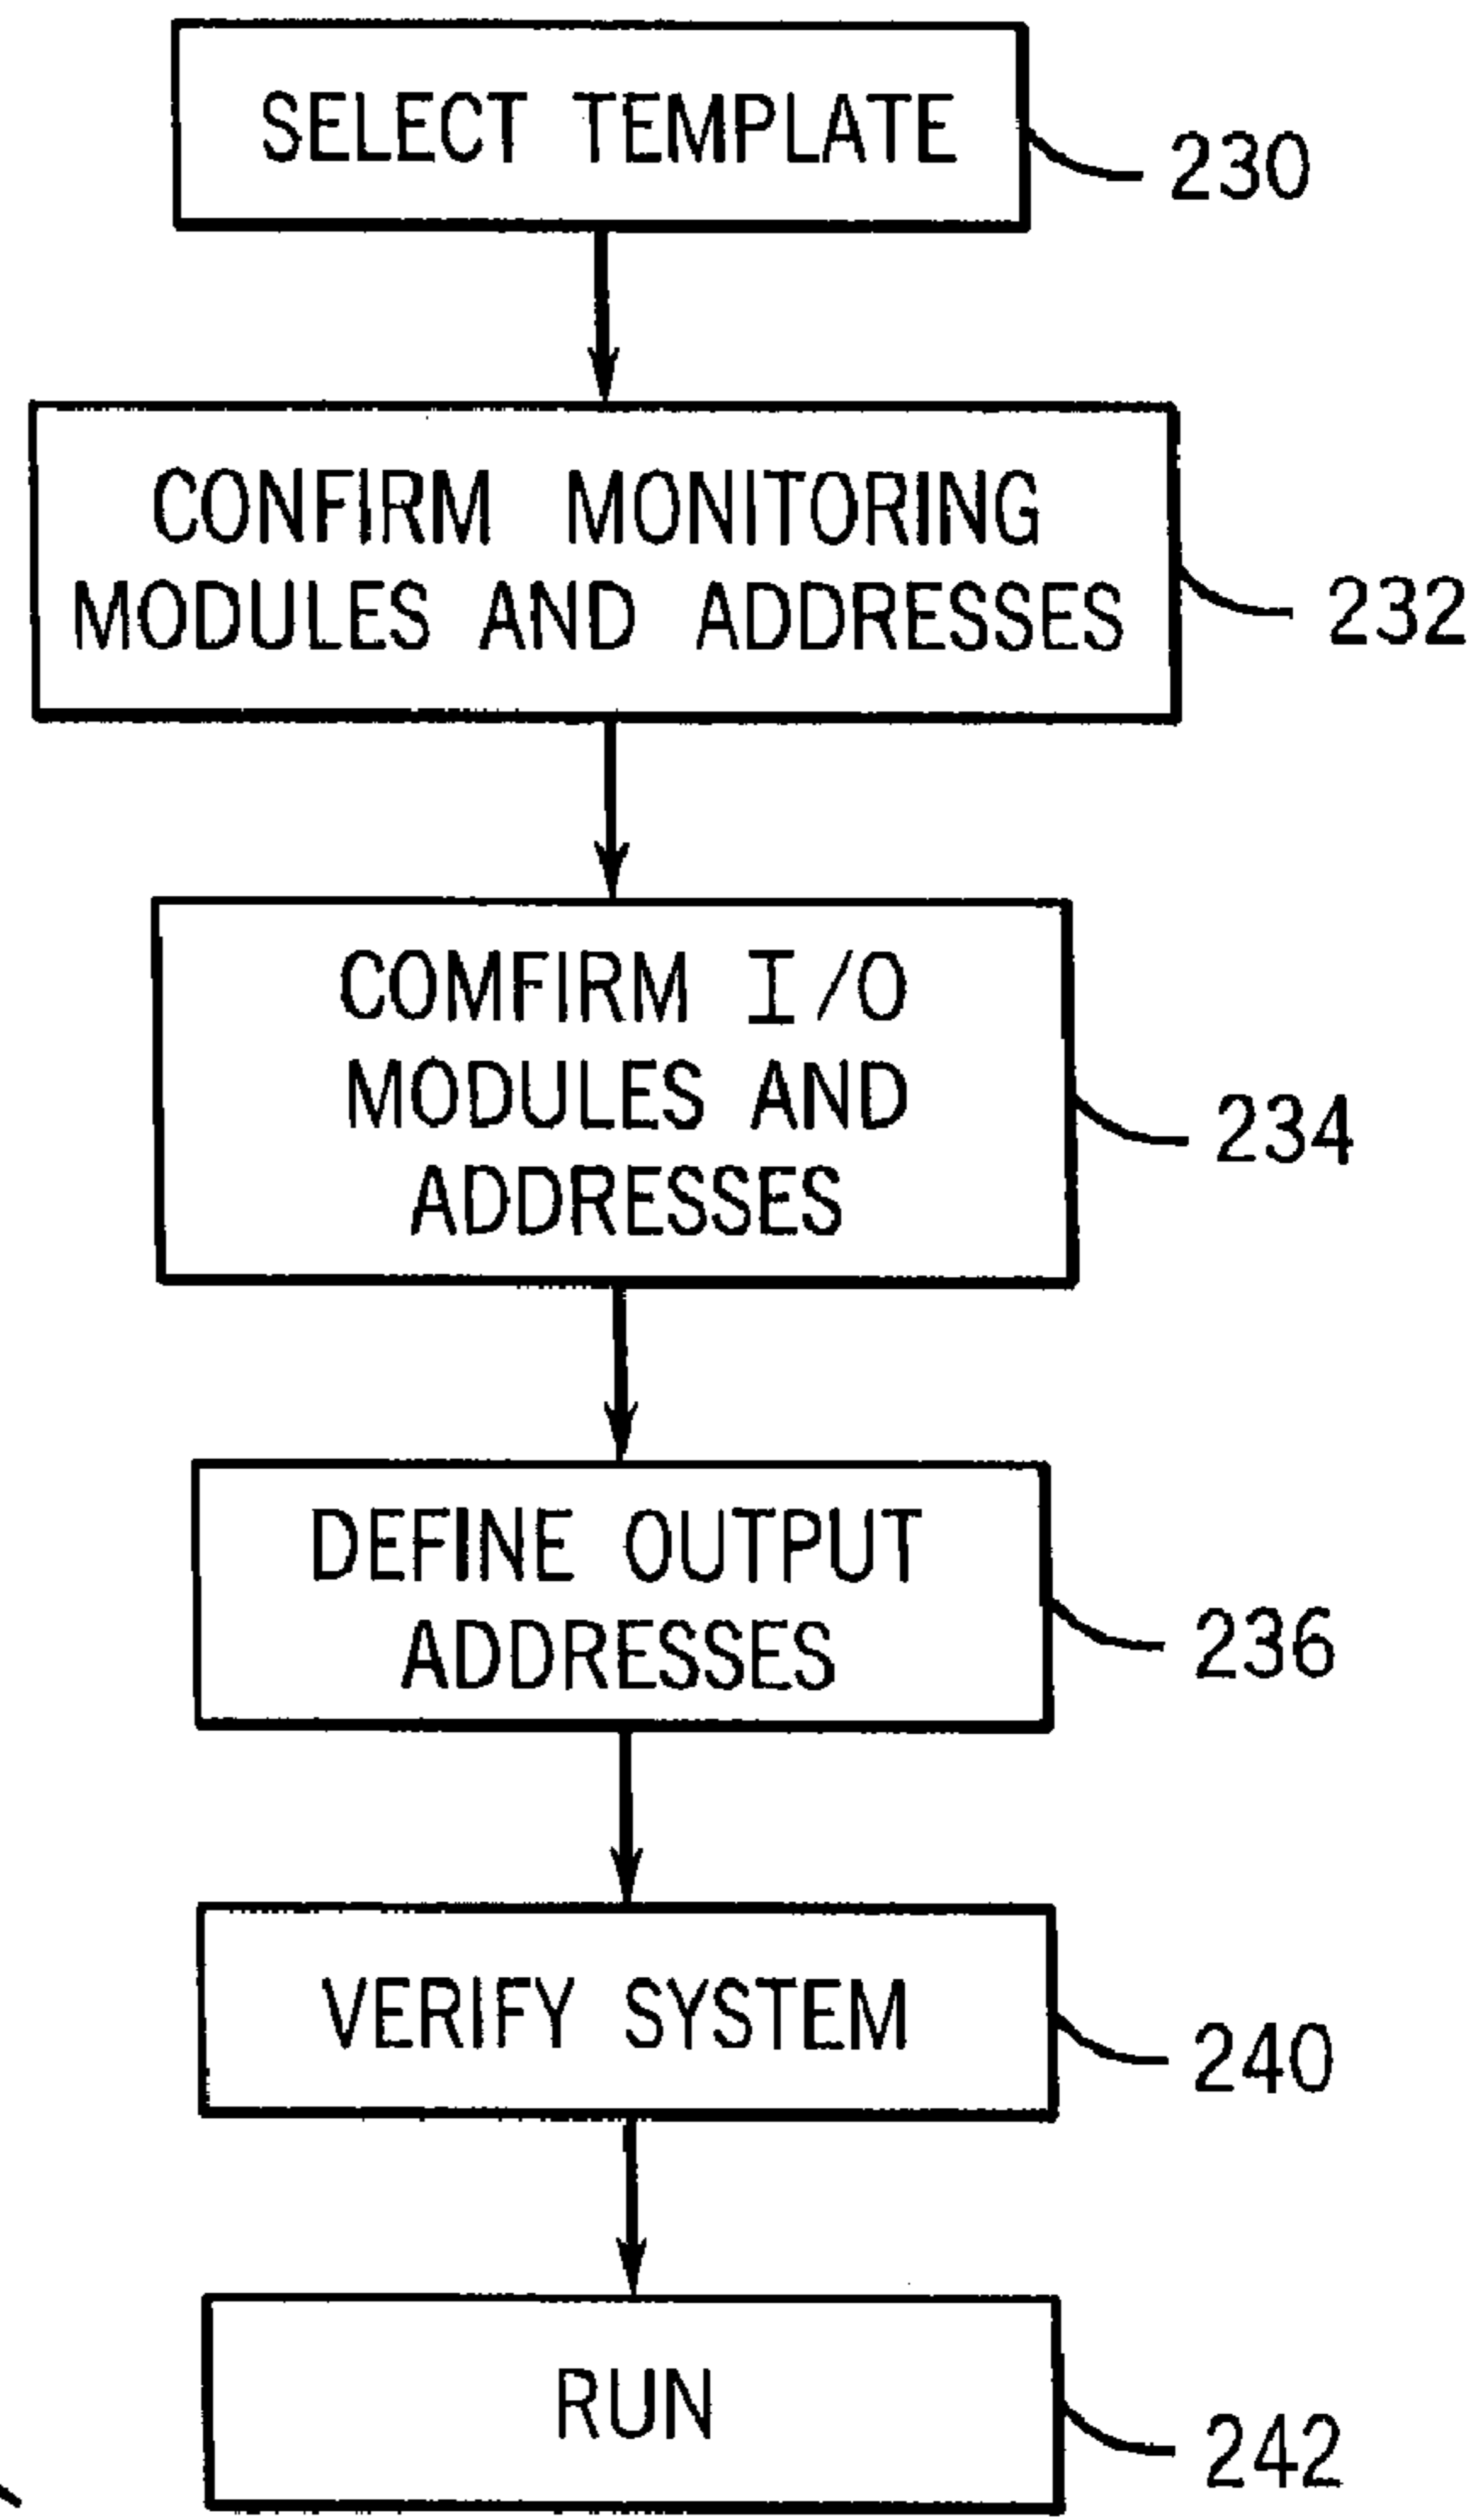 SELECT TEMPLATE
230
CONFIRM MONITORING
MODULES AND ADDRESSES
232
COMFIRM I/O
MODULES AND
ADDRESSES
234
DEFINE OUTPUT
ADDRESSES
236
VERIFY SYSTEM
240
RUN
242